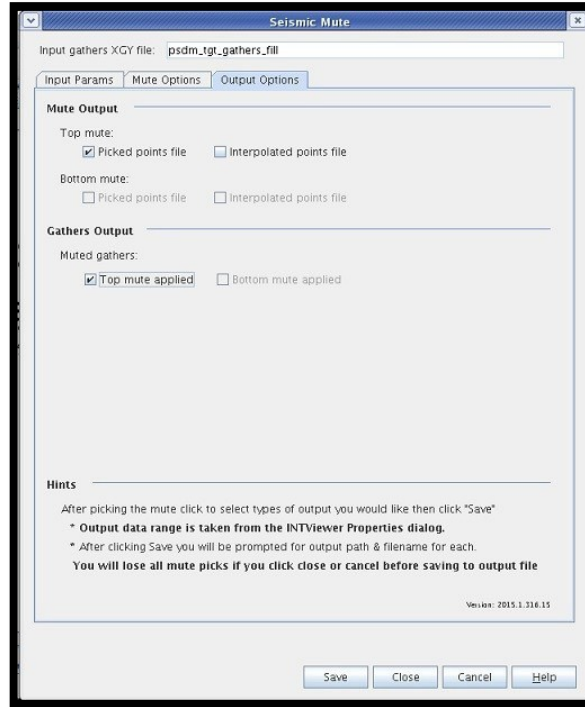 Seismic Mute
Input gathers XGY file: psdm_tgt_gathers_fill
Input Params Mute Options Output Options
Mute Output
Top mute:
Picked points file Interpolated points file
Bottom mute:
Picked points file Interpolated points file
Gathers Output
Muted gathers:
Top mute applied Bottom mute applied
Hints
After picking the mute click to select types of output you would like then click "Save"
* Output data range is taken from the INTViewer Properties dialog.
* After clicking Save you will be prompted for output path & filename for each.
You will lose all mute picks if you click close or cancel before saving to output file
Version: 2015.1.316.15
Save Close Cancel Help